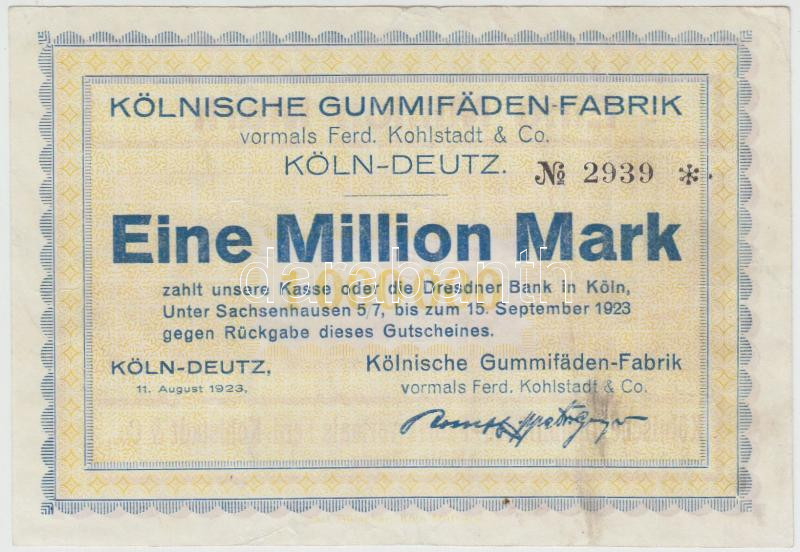 KÖLNISCHE GUMMIFÄDEN-FABRIK
vormals Ferd. Kohlstadt & Co.
KÖLN-DEUTZ.
№ 2939 *
Eine Million Mark
zahlt unsere Kasse oder die Dresdner Bank in Köln,
Unter Sachsenhausen 5/7, bis zum 15. September 1923
gegen Rückgabe dieses Gutscheines.
KÖLN-DEUTZ,
11. August 1923,
Kölnische Gummifäden-Fabrik
vormals Ferd. Kohlstadt & Co.
darabanth